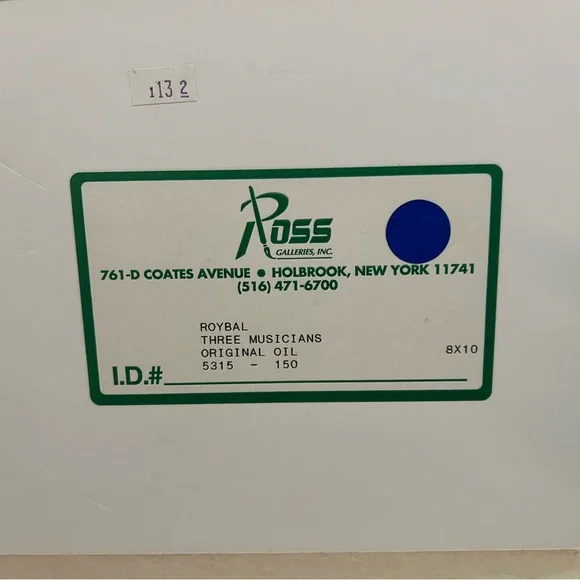 1132
Ross
GALLERIES, INC.
761-D COATES AVENUE ● HOLBROOK, NEW YORK 11741
(516) 471-6700
ROYBAL
THREE MUSICIANS
ORIGINAL OIL 8X10
5315 - 150
I.D.#